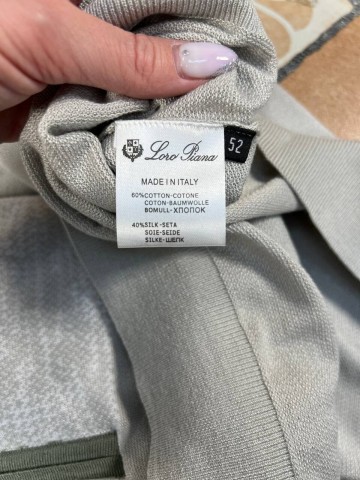 Loro Piana
52
MADE IN ITALY
60%COTTON-COTONE
COTON-BAUMWOLLE
BOMULL-ХЛОПОК
40%SILK-SETA
SOIE-SEIDE
SILKE-ШЕЛК